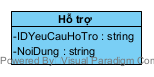 Hỗ trợ
-IDYeuCauHoTro : string
-NoiDung : string
Powered By Visual Paradigm Com